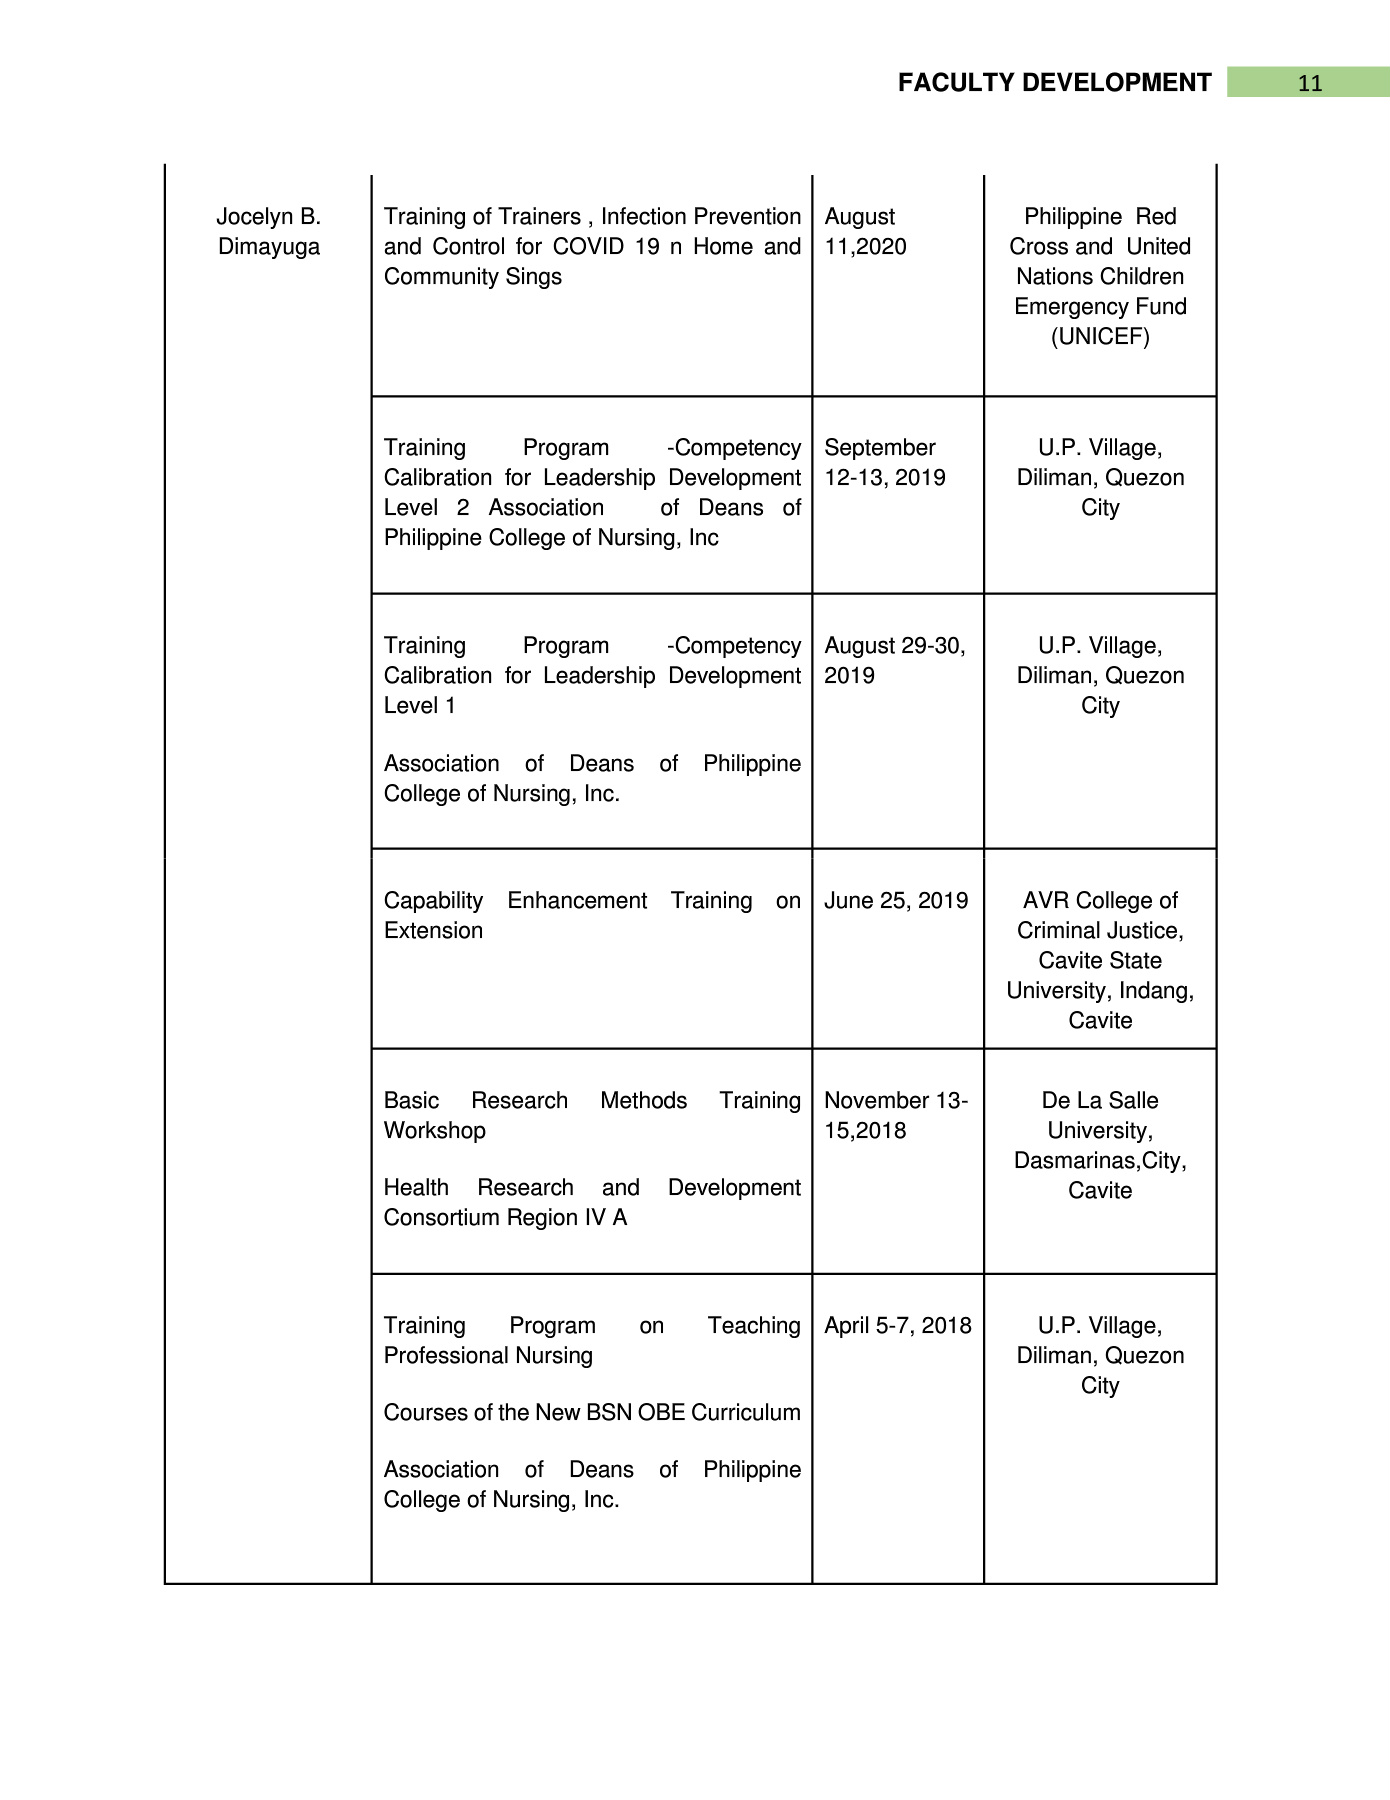 FACULTY DEVELOPMENT 11
Jocelyn B.
Dimayuga
Training of Trainers , Infection Prevention
and Control for COVID 19 n Home and
Community Sings
August
11,2020
Philippine Red
Cross and United
Nations Children
Emergency Fund
(UNICEF)
Training Program -Competency
Calibration for Leadership Development
Level 2 Association of Deans of
Philippine College of Nursing, Inc
September
12-13, 2019
U.P. Village,
Diliman, Quezon
City
Training Program -Competency
Calibration for Leadership Development
Level 1
Association of Deans of Philippine
College of Nursing, Inc.
August 29-30,
2019
U.P. Village,
Diliman, Quezon
City
Capability Enhancement Training on
Extension
June 25, 2019
AVR College of
Criminal Justice,
Cavite State
University, Indang,
Cavite
Basic Research Methods Training
Workshop
Health Research and Development
Consortium Region IV A
November 13-
15,2018
De La Salle
University,
Dasmarinas,City,
Cavite
Training Program on Teaching
Professional Nursing
Courses of the New BSN OBE Curriculum
Association of Deans of Philippine
College of Nursing, Inc.
April 5-7, 2018
U.P. Village,
Diliman, Quezon
City